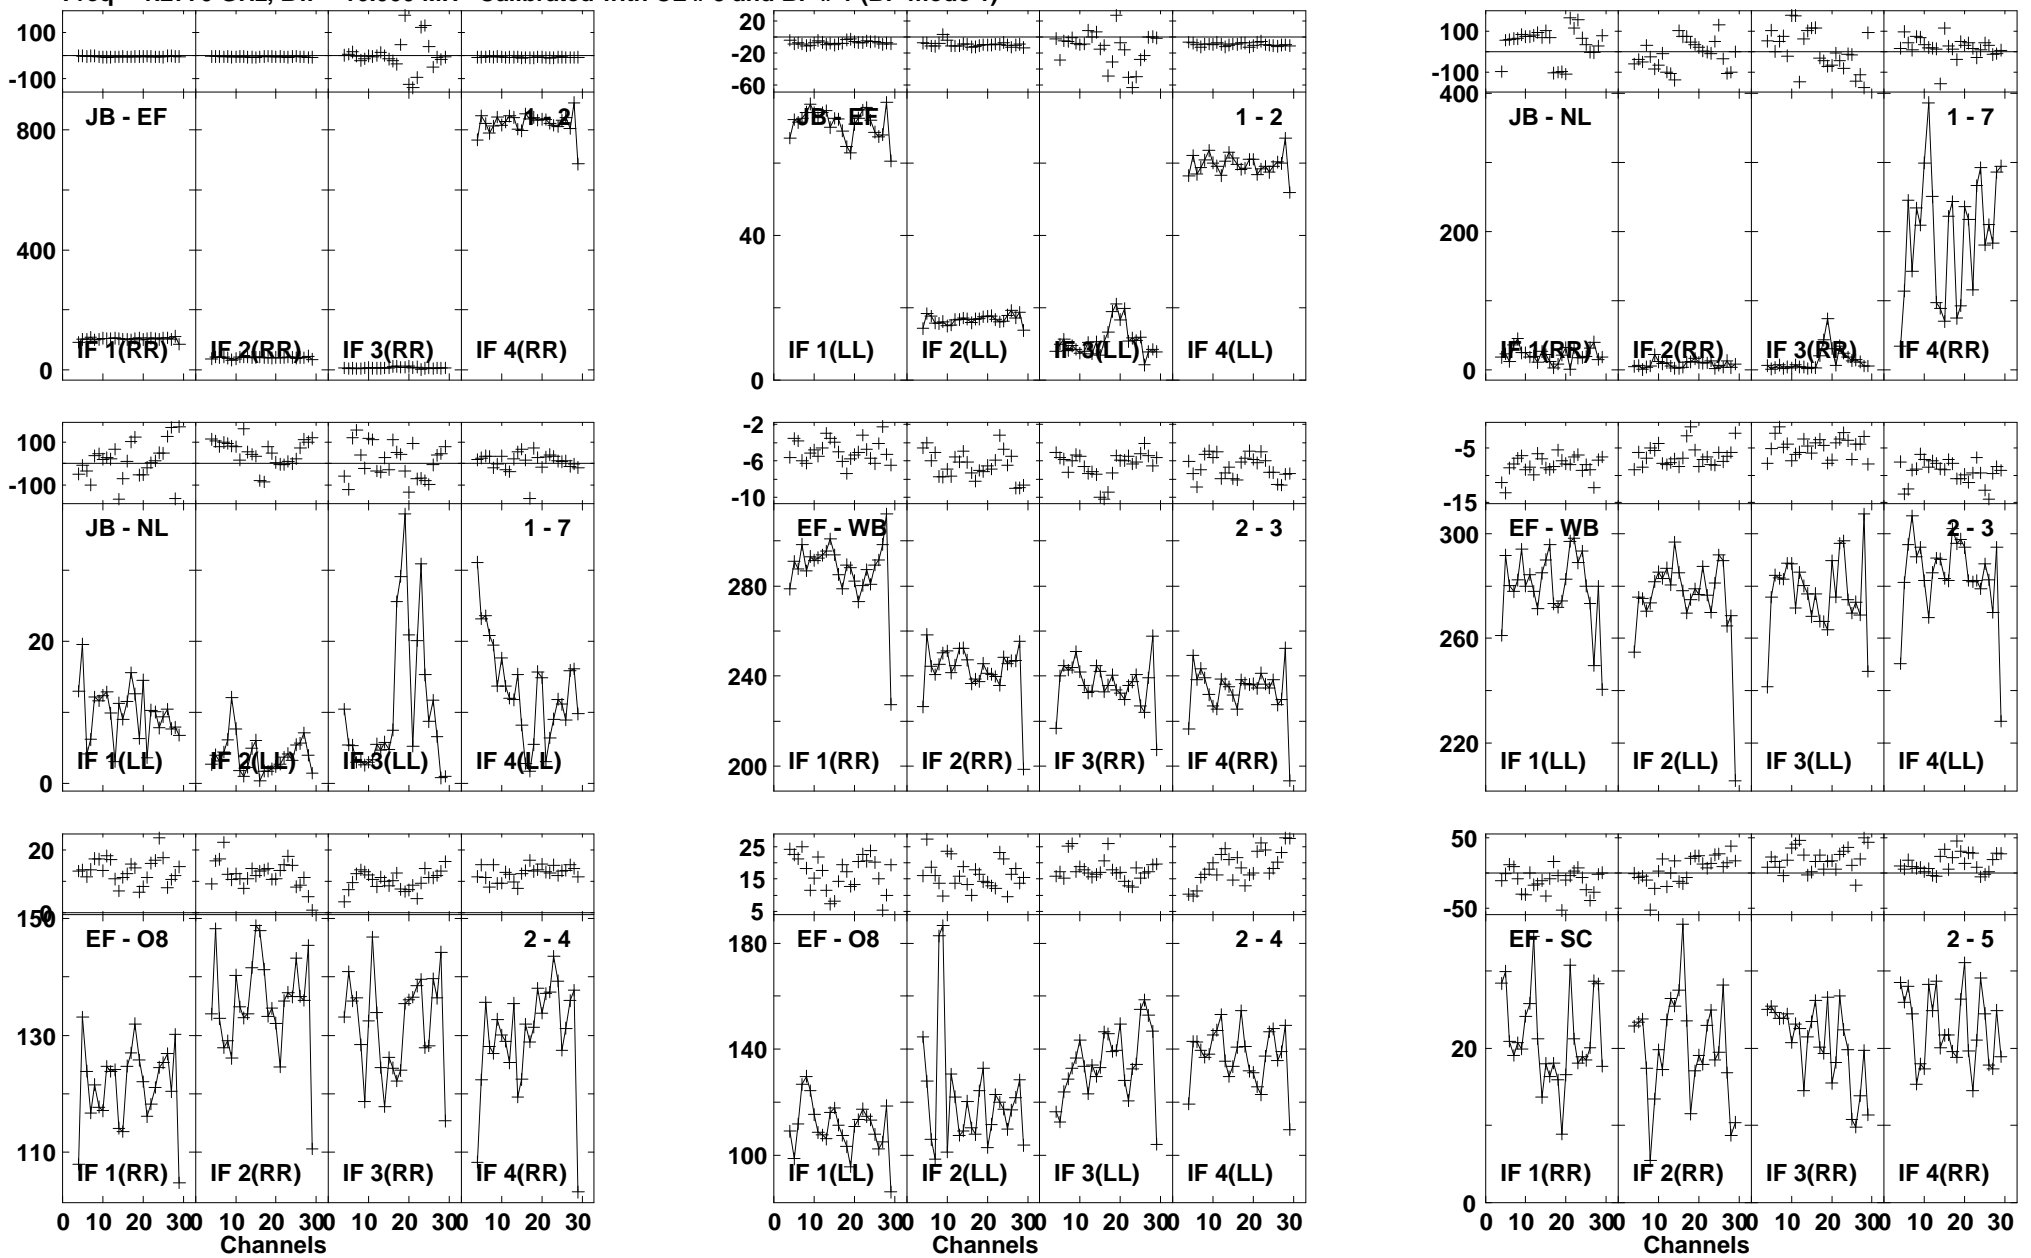 100 20 100
-100 -20 -100
-60
JB - EF 1 - 2 JB - EF 1 - 2 400 JB - NL 1 - 7
800
400 40 200
0 IF 1(RR) IF 2(RR) IF 3(RR) IF 4(RR) 0 IF 1(LL) IF 2(LL) IF 3(LL) IF 4(LL) 0 IF 1(RR) IF 2(RR) IF 3(RR) IF 4(RR)
100 -2 -5
-6
-100 -10 -15
JB - NL 1 - 7 EF - WB 2 - 3 300 EF - WB 2 - 3
280
20 240 260
0 IF 1(LL) IF 2(LL) IF 3(LL) IF 4(LL) 200 IF 1(RR) IF 2(RR) IF 3(RR) IF 4(RR) 220 IF 1(LL) IF 2(LL) IF 3(LL) IF 4(LL)
20 25 50
15 0
0 5 -50
150 EF - O8 2 - 4 180 EF - O8 2 - 4 EF - SC 2 - 5
130 140 20
110 IF 1(RR) IF 2(RR) IF 3(RR) IF 4(RR) 100 IF 1(LL) IF 2(LL) IF 3(LL) IF 4(LL) 0 IF 1(RR) IF 2(RR) IF 3(RR) IF 4(RR)
0 10 20 30 0 10 20 30 0 10 20 30 0 10 20 30 0 10 20 30 0 10 20 30 0 10 20 30 0 10 20 30 0 10 20 30 0 10 20 30 0 10 20 30 0 10 20 30
Channels Channels Channels